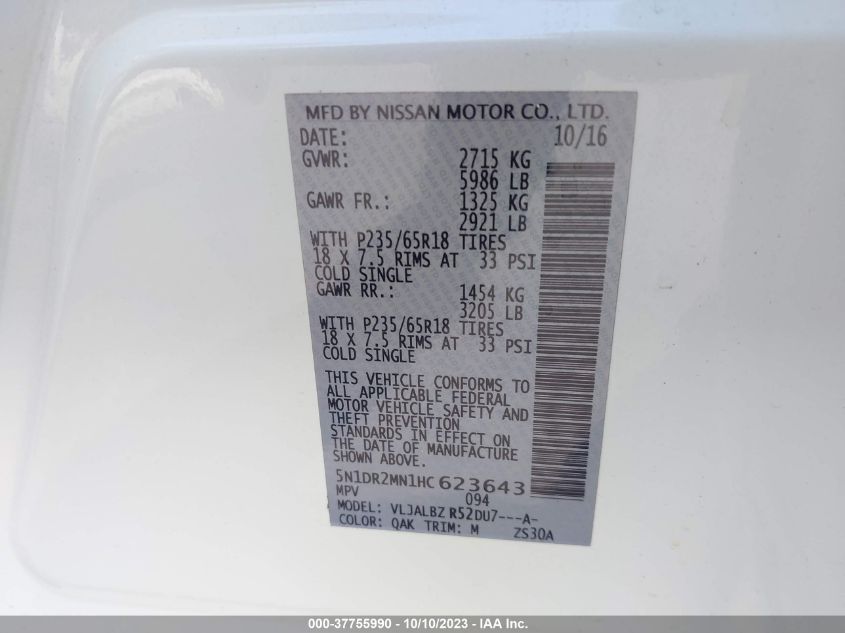 MFD BY NISSAN MOTOR CO., LTD.
DATE: 10/16
GVWR: 2715 KG
5986 LB
GAWR FR.: 1325 KG
2921 LB
WITH P235/65R18 TIRES
18 X 7.5 RIMS AT 33 PSI
COLD SINGLE
GAWR RR.: 1454 KG
3205 LB
WITH P235/65R18 TIRES
18 X 7.5 RIMS AT 33 PSI
COLD SINGLE
THIS VEHICLE CONFORMS TO
ALL APPLICABLE FEDERAL
MOTOR VEHICLE SAFETY AND
THEFT PREVENTION
STANDARDS IN EFFECT ON
THE DATE OF MANUFACTURE
SHOWN ABOVE.
5N1DR2MN1HC 623643
MPV 094
MODEL: VLJALBZ R52DU7---A-
COLOR: QAK TRIM: M ZS30A
000-37755990 - 10/10/2023 - IAA Inc.